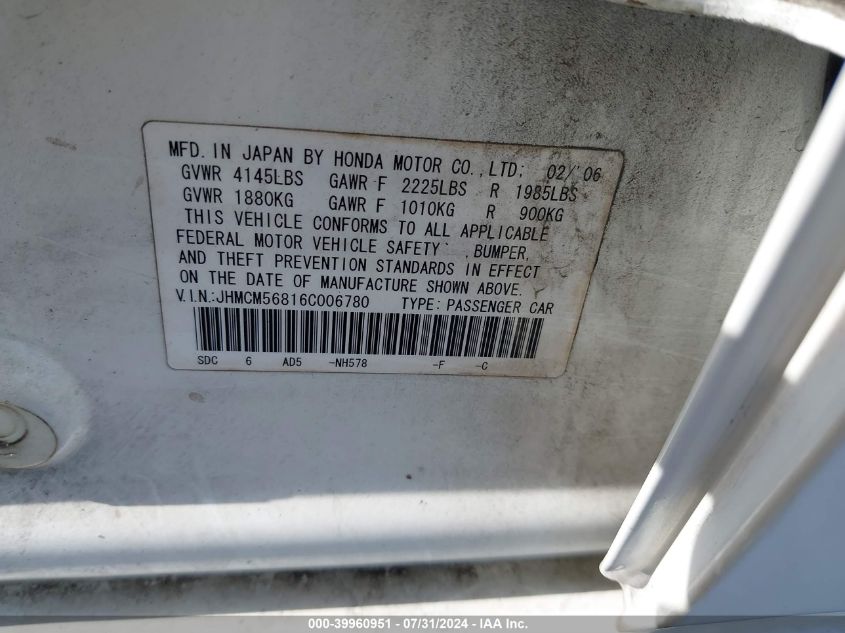 MFD. IN JAPAN BY HONDA MOTOR CO.,LTD; 02/'06
GVWR 4145LBS GAWR F 2225LBS R 1985LBS
GVWR 1880KG GAWR F 1010KG R 900KG
THIS VEHICLE CONFORMS TO ALL APPLICABLE
FEDERAL MOTOR VEHICLE SAFETY ,BUMPER,
AND THEFT PREVENTION STANDARDS IN EFFECT
ON THE DATE OF MANUFACTURE SHOWN ABOVE.
V.I.N.:JHMCM56816C006780 TYPE: PASSENGER CAR
SDC 6 AD5 -NH578 -F -C
000-39960951 / 07/31/2024 - IAA Inc.